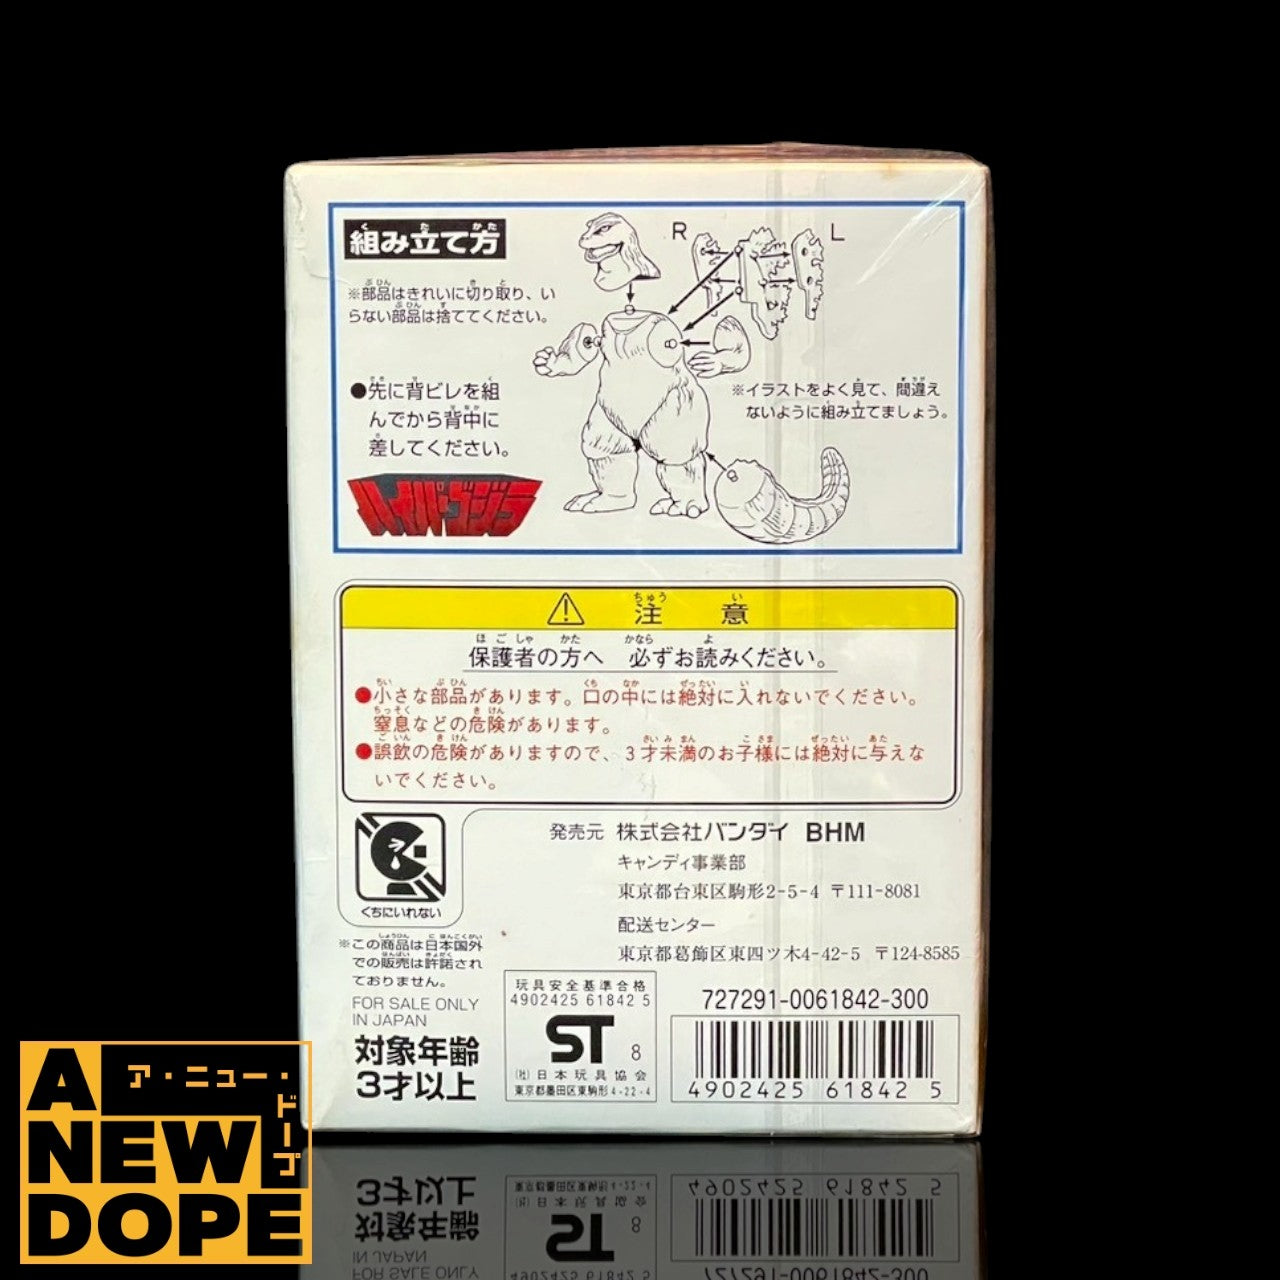 組み立て方
※部品はきれいに切り取り、い
らない部品は捨ててください。
R
L
●先に背ビレを組
んでから背中に
差してください。
※イラストをよく見て、間違え
ないように組み立てましょう。
ハイパーゴジラ
注 意
保護者の方へ 必ずお読みください。
●小さな部品があります。口の中には絶対に入れないでください。
窒息などの危険があります。
●誤飲の危険がありますので、3才未満のお子様には絶対に与えな
いでください。
くちにいれない
発売元 株式会社バンダイ BHM
キャンディ事業部
東京都台東区駒形2-5-4 〒111-8081
配送センター
東京都葛飾区東四ツ木4-42-5 〒124-8585
※この商品は日本国外
での販売は許諾され
ておりません。
FOR SALE ONLY
IN JAPAN
対象年齢
3才以上
玩具安全基準合格
4902425 61842 5
ST 8
(社)日本玩具協会
東京都墨田区東駒形4-22-4
727291-0061842-300
4902425 61842 5
A NEW DOPE
ア・ニュー・ドープ